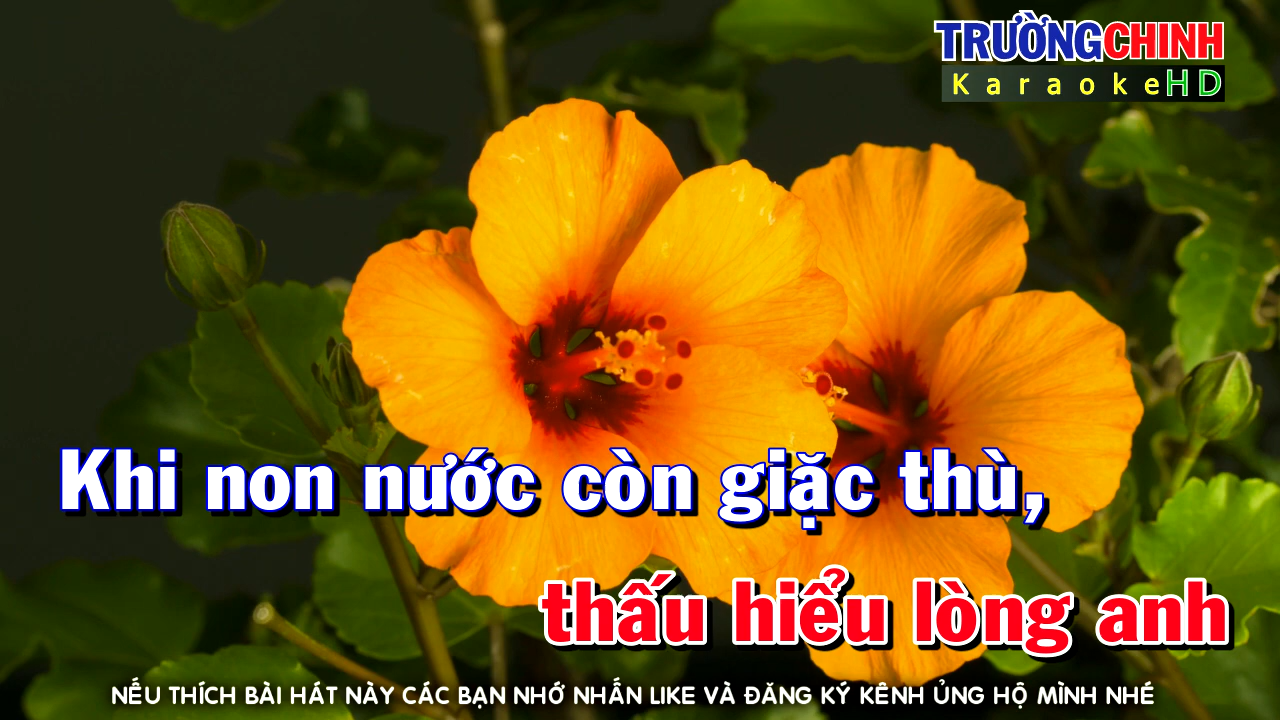 TRƯỜNGCHINH
KaraokeHD
Khi non nước còn giặc thù,
thấu hiểu lòng anh
NẾU THÍCH BÀI HÁT NÀY CÁC BẠN NHỚ NHẤN LIKE VÀ ĐĂNG KÝ KÊNH ỦNG HỘ MÌNH NHÉ